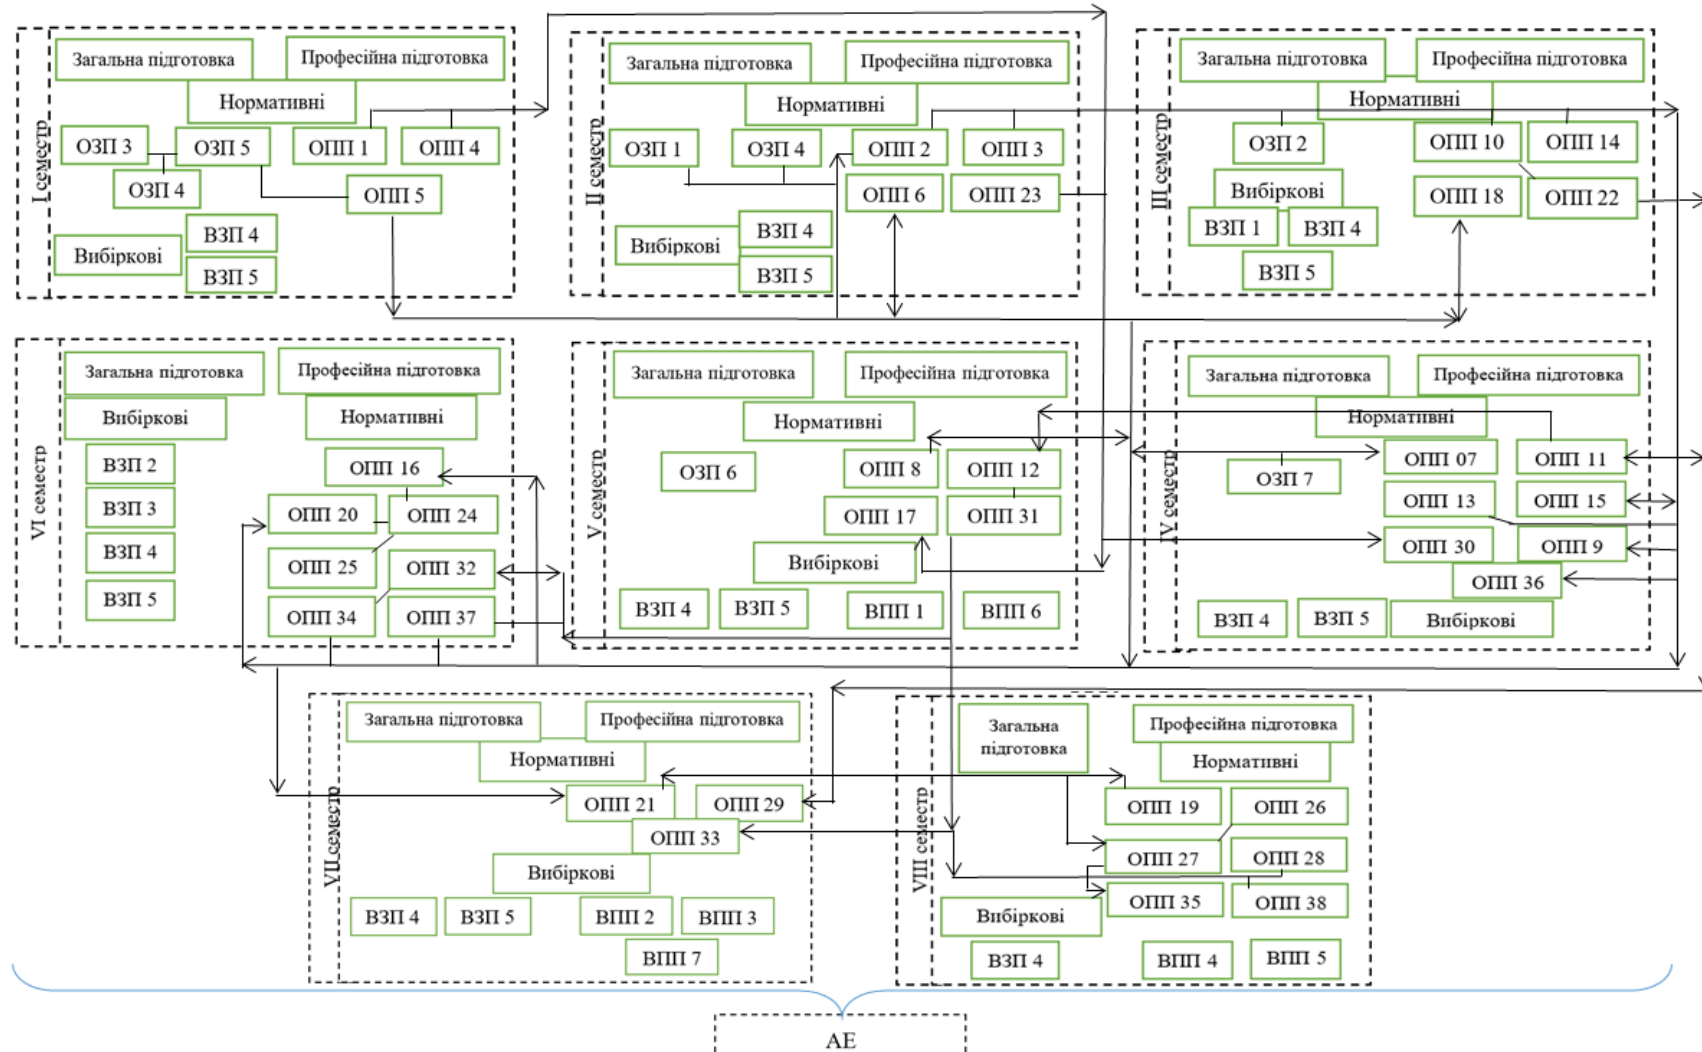 I семестр
Загальна підготовка
Професійна підготовка
Нормативні
ОЗП 3
ОЗП 5
ОПП 1
ОПП 4
ОЗП 4
ОПП 5
ВЗП 4
Вибіркові
ВЗП 5
II семестр
Загальна підготовка
Професійна підготовка
Нормативні
ОЗП 1
ОЗП 4
ОПП 2
ОПП 3
ОПП 6
ОПП 23
ВЗП 4
Вибіркові
ВЗП 5
III семестр
Загальна підготовка
Професійна підготовка
Нормативні
ОЗП 2
ОПП 10
ОПП 14
Вибіркові
ОПП 18
ОПП 22
ВЗП 1
ВЗП 4
ВЗП 5
VI семестр
Загальна підготовка
Професійна підготовка
Вибіркові
Нормативні
ВЗП 2
ОПП 16
ВЗП 3
ОПП 20
ОПП 24
ВЗП 4
ОПП 25
ОПП 32
ВЗП 5
ОПП 34
ОПП 37
V семестр
Загальна підготовка
Професійна підготовка
Нормативні
ОЗП 6
ОПП 8
ОПП 12
ОПП 17
ОПП 31
Вибіркові
ВЗП 4
ВЗП 5
ВПП 1
ВПП 6
IV семестр
Загальна підготовка
Професійна підготовка
Нормативні
ОЗП 7
ОПП 07
ОПП 11
ОПП 13
ОПП 15
ОПП 30
ОПП 9
ОПП 36
ВЗП 4
ВЗП 5
Вибіркові
VII семестр
Загальна підготовка
Професійна підготовка
Нормативні
ОПП 21
ОПП 29
ОПП 33
Вибіркові
ВЗП 4
ВЗП 5
ВПП 2
ВПП 3
ВПП 7
VIII семестр
Загальна
підготовка
Професійна підготовка
Нормативні
ОПП 19
ОПП 26
ОПП 27
ОПП 28
ОПП 35
ОПП 38
Вибіркові
ВЗП 4
ВПП 4
ВПП 5
АЕ